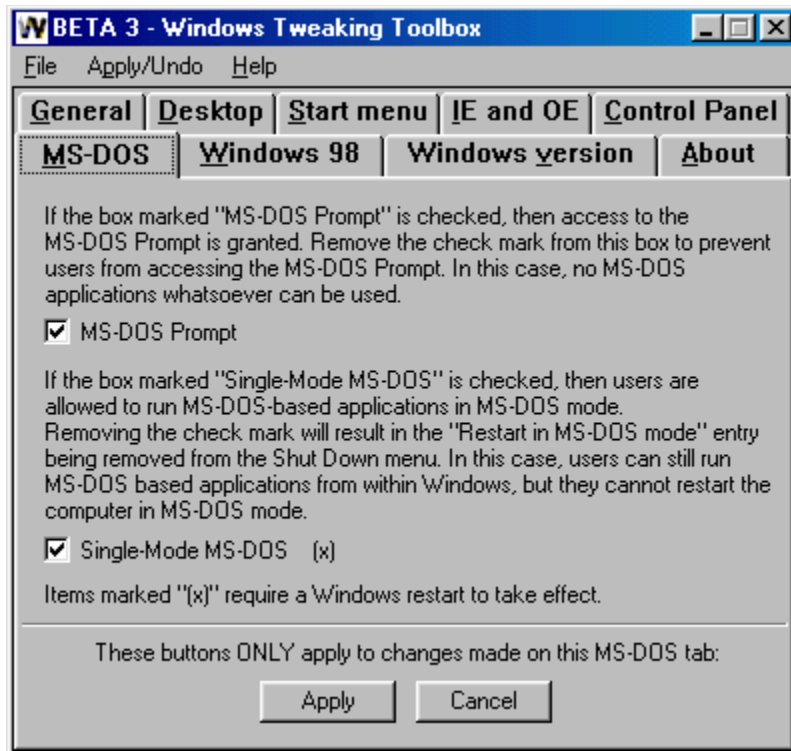 BETA 3 - Windows Tweaking Toolbox
File Apply/Undo Help
General Desktop Start menu IE and OE Control Panel
MS-DOS Windows 98 Windows version About
If the box marked "MS-DOS Prompt" is checked, then access to the
MS-DOS Prompt is granted. Remove the check mark from this box to prevent
users from accessing the MS-DOS Prompt. In this case, no MS-DOS
applications whatsoever can be used.
MS-DOS Prompt
If the box marked "Single-Mode MS-DOS" is checked, then users are
allowed to run MS-DOS-based applications in MS-DOS mode.
Removing the check mark will result in the "Restart in MS-DOS mode" entry
being removed from the Shut Down menu. In this case, users can still run
MS-DOS based applications from within Windows, but they cannot restart the
computer in MS-DOS mode.
Single-Mode MS-DOS (x)
Items marked "(x)" require a Windows restart to take effect.
These buttons ONLY apply to changes made on this MS-DOS tab:
Apply Cancel